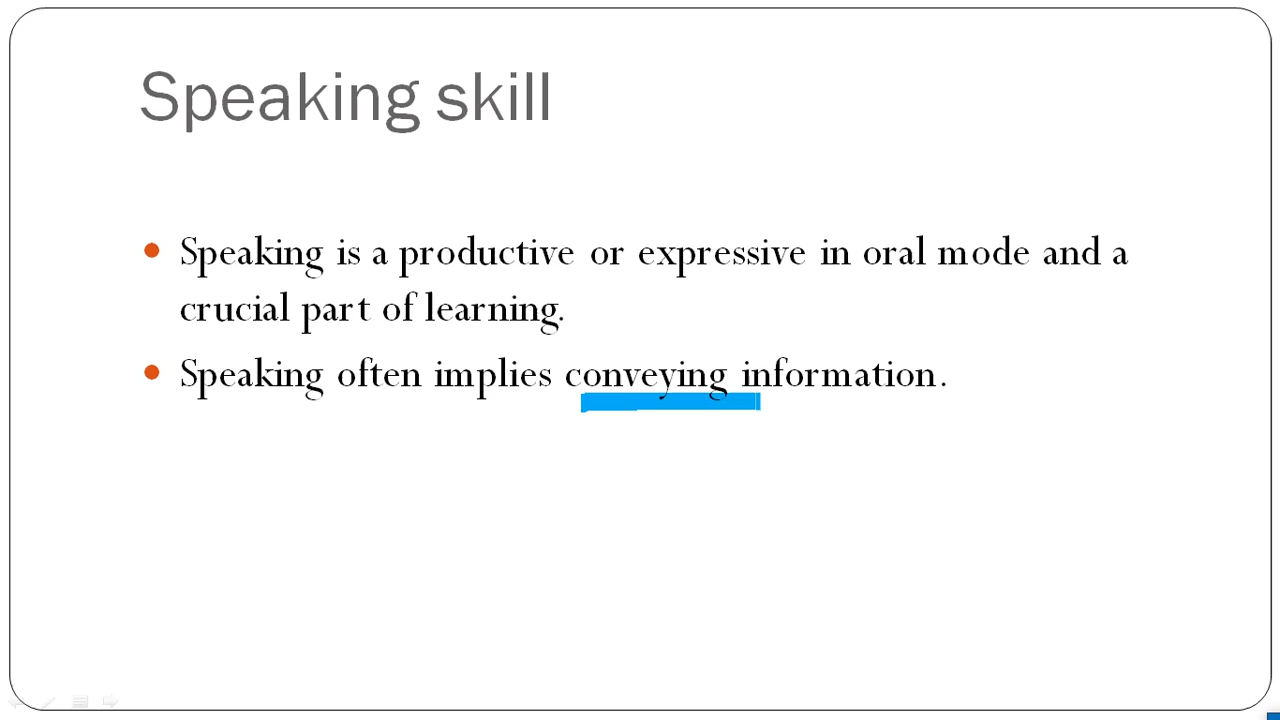 Speaking skill
Speaking is a productive or expressive in oral mode and a
crucial part of learning.
Speaking often implies conveying information.